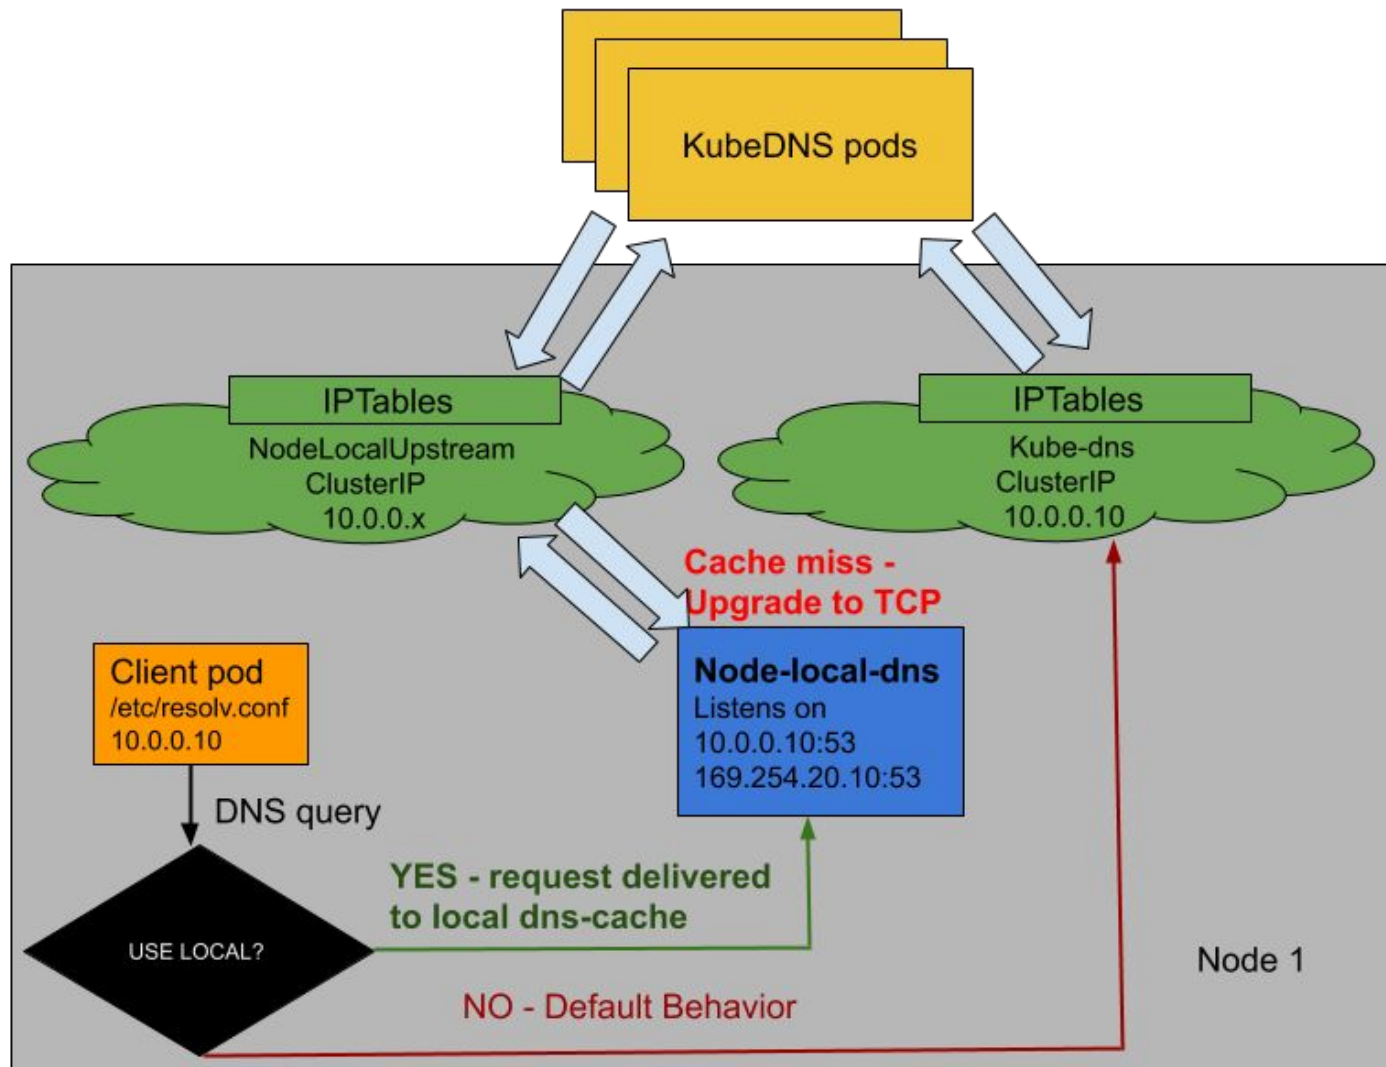 KubeDNS pods
IPTables
NodeLocalUpstream
ClusterIP
10.0.0.x
IPTables
Kube-dns
ClusterIP
10.0.0.10
Cache miss -
Upgrade to TCP
Client pod
/etc/resolv.conf
10.0.0.10
Node-local-dns
Listens on
10.0.0.10:53
169.254.20.10:53
DNS query
YES - request delivered
to local dns-cache
USE LOCAL?
Node 1
NO - Default Behavior